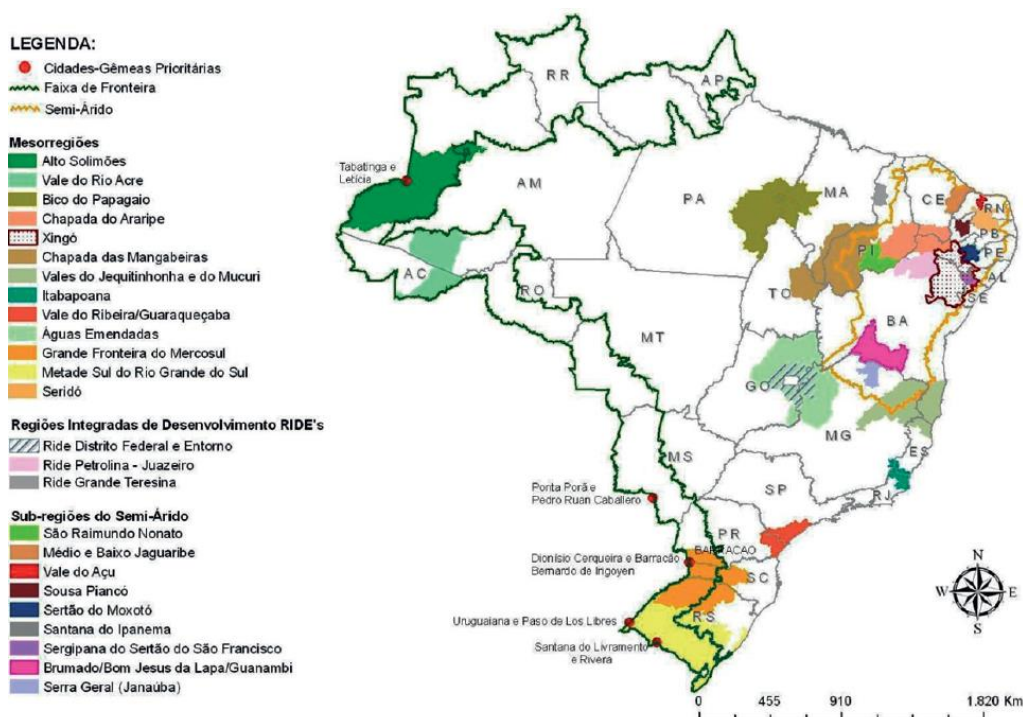 LEGENDA:
Cidades-Gêmeas Prioritárias
Faixa de Fronteira
Semi-Árido
Mesorregiões
Alto Solimões
Vale do Rio Acre
Bico do Papagaio
Chapada do Araripe
Xingó
Chapada das Mangabeiras
Vales do Jequitinhonha e do Mucuri
Itabapoana
Vale do Ribeira/Guaraqueçaba
Águas Emendadas
Grande Fronteira do Mercosul
Metade Sul do Rio Grande do Sul
Seridó
Regiões Integradas de Desenvolvimento RIDE's
Ride Distrito Federal e Entorno
Ride Petrolina - Juazeiro
Ride Grande Teresina
Sub-regiões do Semi-Árido
São Raimundo Nonato
Médio e Baixo Jaguaribe
Vale do Açu
Sousa Piancó
Sertão do Moxotó
Santana do Ipanema
Sergipana do Sertão do São Francisco
Brumado/Bom Jesus da Lapa/Guanambi
Serra Geral (Janaúba)
RR
AP
Tabatinga e
Letícia
AM
PA
MA
CE
RN
PB
PE
AL
SE
PI
AC
RO
TO
BA
MT
GO
MG
ES
MS
SP
RJ
Ponta Porã e
Pedro Ruan Caballero
PR
BARRACAO
Dionísio Cerqueira e Barracão
Bernardo de Irigoyen
SC
RS
Uruguaiana e Paso de Los Libres
Santana do Livramento
e Rivera
N
W
E
S
0 455 910 1.820 Km